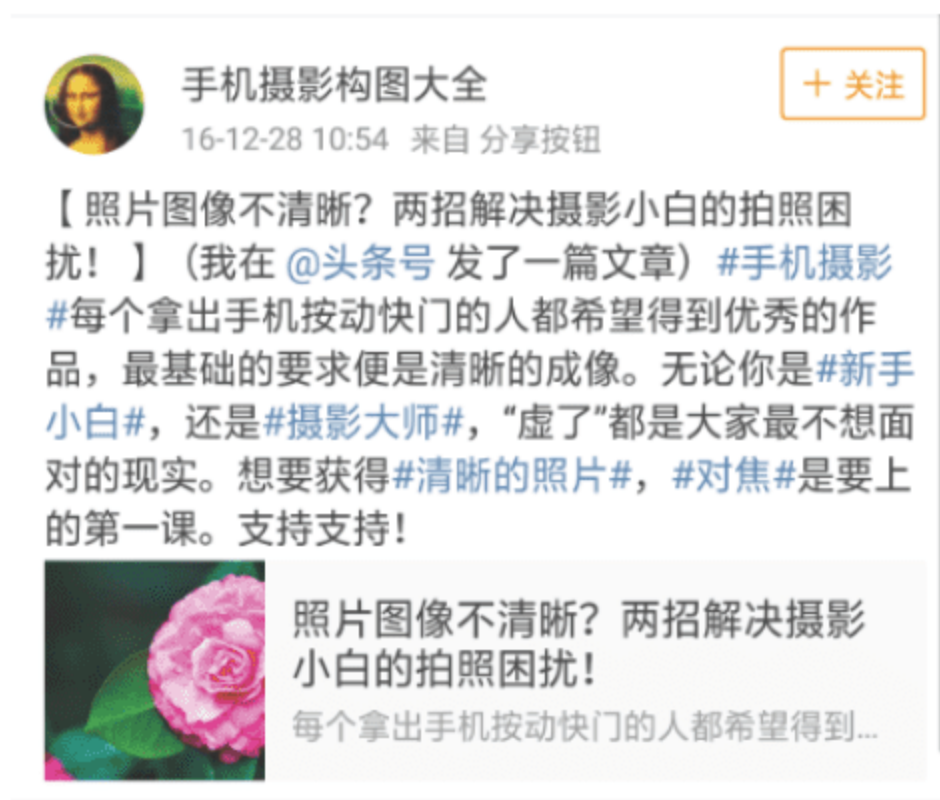 手机摄影构图大全
+ 关注
16-12-28 10:54 来自 分享按钮
【 照片图像不清晰？两招解决摄影小白的拍照困
扰！ 】（我在 @头条号 发了一篇文章）#手机摄影
#每个拿出手机按动快门的人都希望得到优秀的作
品，最基础的要求便是清晰的成像。无论你是#新手
小白#，还是#摄影大师#，“虚了”都是大家最不想面
对的现实。想要获得#清晰的照片#，#对焦#是要上
的第一课。支持支持！
照片图像不清晰？两招解决摄影
小白的拍照困扰！
每个拿出手机按动快门的人都希望得到...